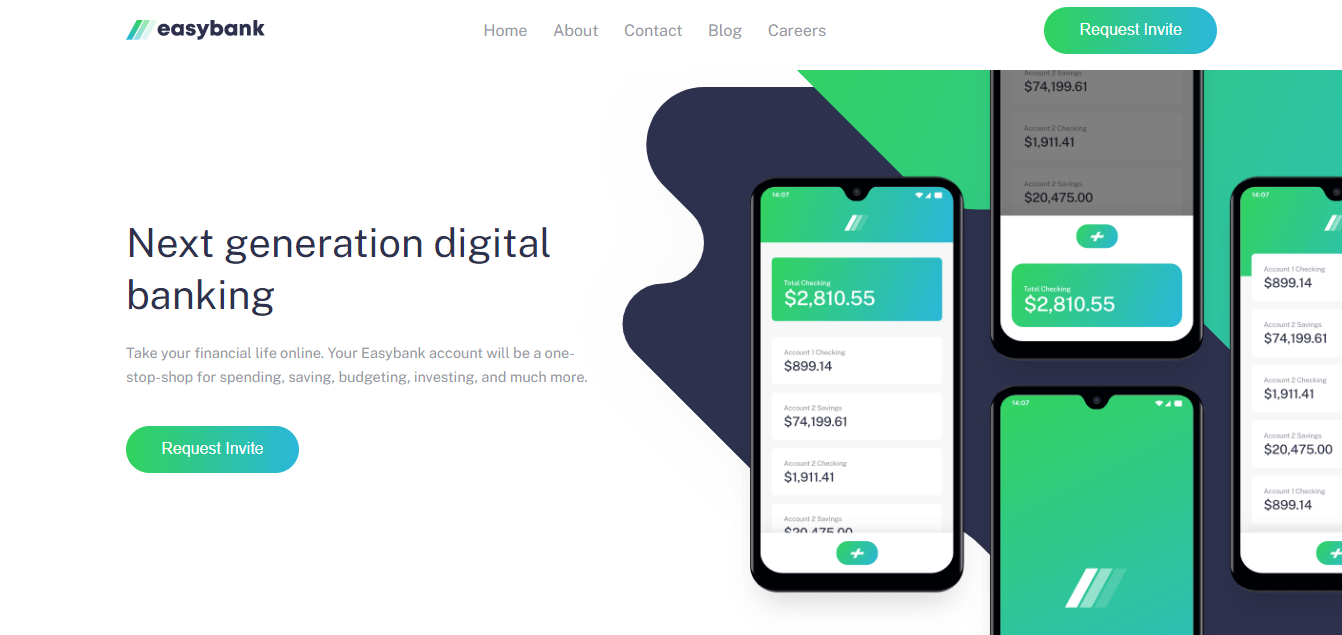 easybank
Home About Contact Blog Careers
Request Invite
Next generation digital
banking
Take your financial life online. Your Easybank account will be a one-
stop-shop for spending, saving, budgeting, investing, and much more.
Request Invite
14:07
Total Checking
$2,810.55
Account 1 Checking
$899.14
Account 2 Savings
$74,199.61
Account 2 Checking
$1,911.41
Account 2 Savings
$20,475.00
Account 2 Savings
$74,199.61
Account 2 Checking
$1,911.41
Account 2 Savings
$20,475.00
Total Checking
$2,810.55
14:07
14:07
Account 1 Checking
$899.14
Account 2 Savings
$74,199.61
Account 2 Checking
$1,911.41
Account 2 Savings
$20,475.00
Account 1 Checking
$899.14